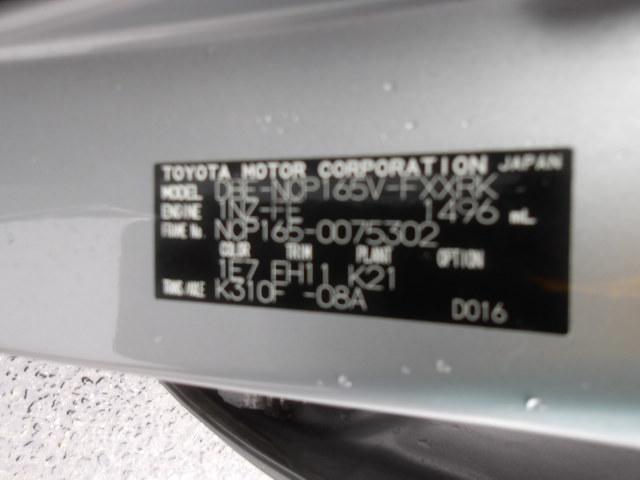 TOYOTA MOTOR CORPORATION JAPAN
MODEL DBE-NCP165V-FXXRK
ENGINE 1NZ-FE 1496 mL
FRAME No. NCP165-0075302
COLOR TRIM PLANT OPTION
1E7 EH11 K21
TRANS/AXLE K310F -08A
D016